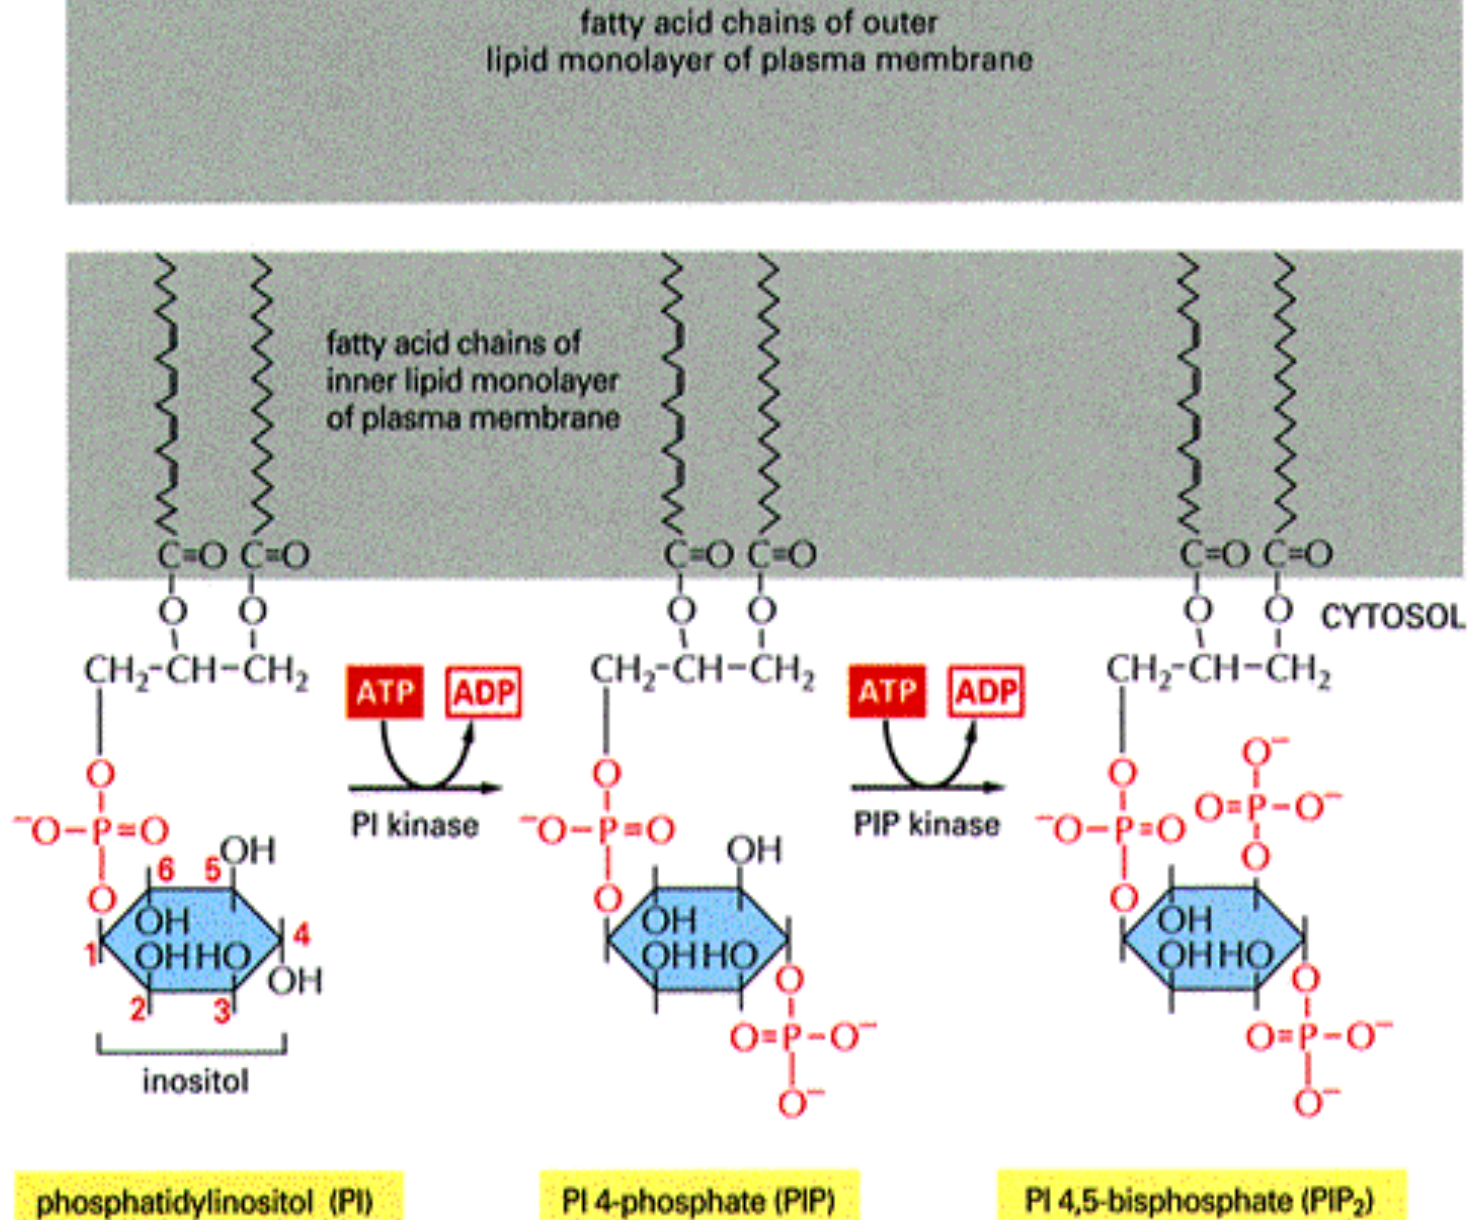 fatty acid chains of outer
lipid monolayer of plasma membrane
fatty acid chains of
inner lipid monolayer
of plasma membrane
C=O C=O C=O C=O C=O C=O
O O O O O O CYTOSOL
CH₂-CH-CH₂ CH₂-CH-CH₂ CH₂-CH-CH₂
ATP ADP ATP ADP
O⁻
O O O
O=P-O⁻
PI kinase PIP kinase
⁻O-P=O ⁻O-P=O ⁻O-P=O
OH OH O
6 5
O O O
OH OH OH
1 4
OH HO OH HO OH HO
OH O O
2 3
O=P-O⁻ O=P-O⁻
inositol
O⁻ O⁻
phosphatidylinositol (PI) PI 4-phosphate (PIP) PI 4,5-bisphosphate (PIP₂)